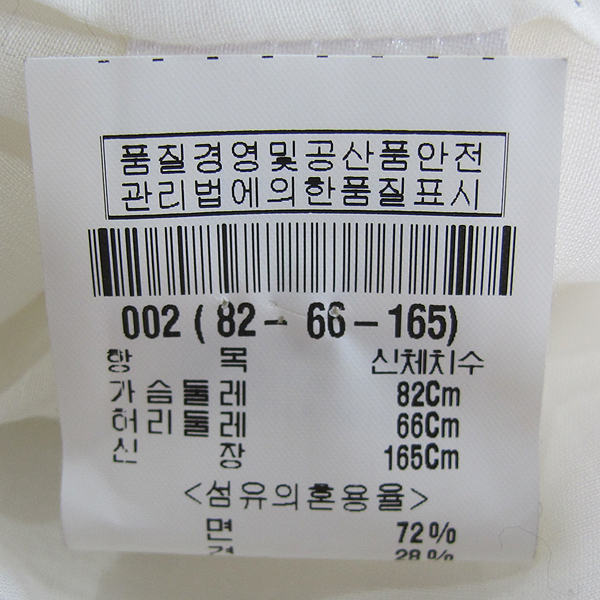 품질경영및공산품안전
관리법에의한품질표시
002 ( 82 - 66 - 165)
항 목 신체치수
가슴둘레 82Cm
허리둘레 66Cm
신 장 165Cm
<섬유의혼용율>
면 72%
28%